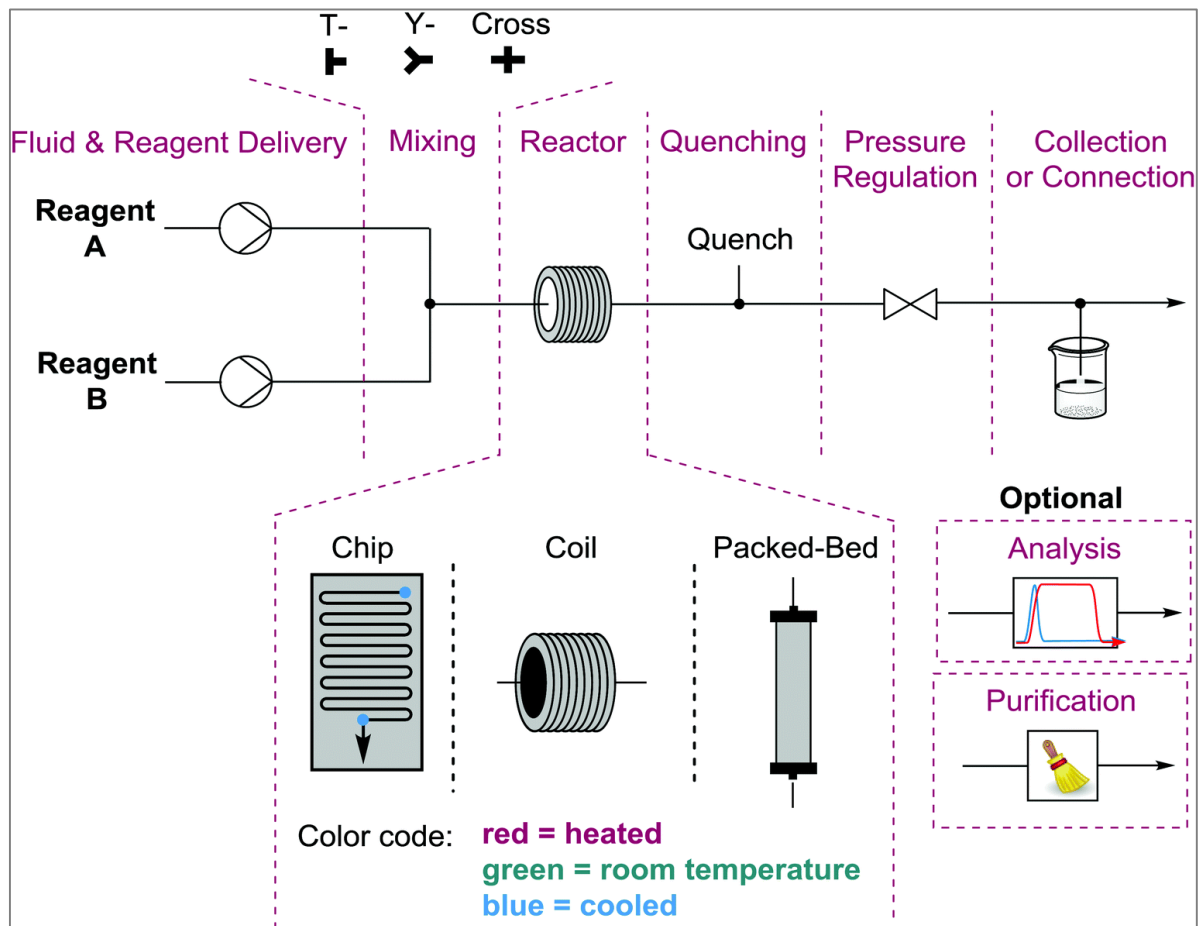 T-
Y-
Cross
Fluid & Reagent Delivery
Mixing
Reactor
Quenching
Pressure
Regulation
Collection
or Connection
Reagent
A
Quench
Reagent
B
Optional
Chip
Coil
Packed-Bed
Analysis
Purification
Color code:
red = heated
green = room temperature
blue = cooled